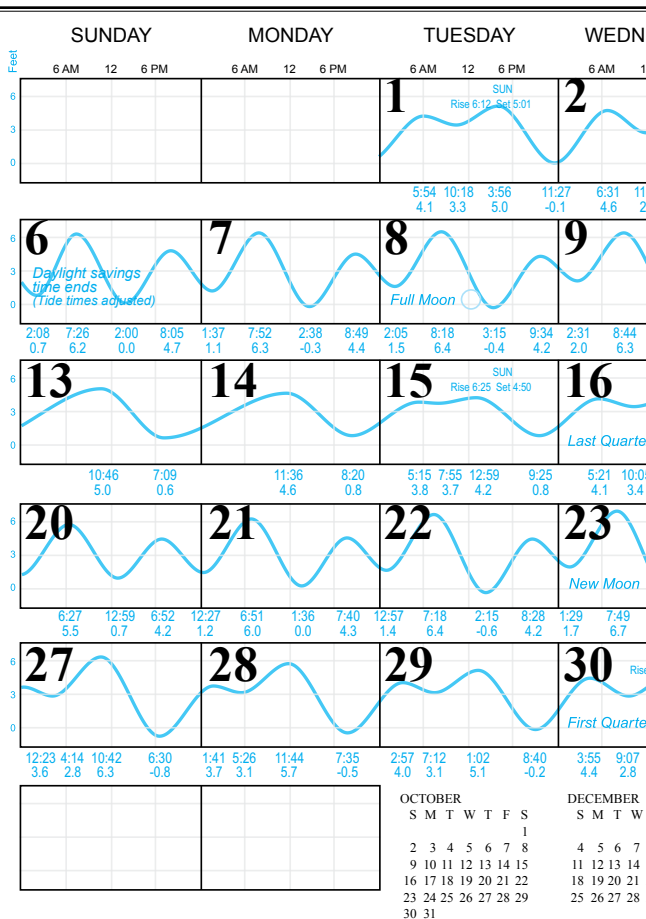 SUNDAY MONDAY TUESDAY WEDN
Feet
6 AM 12 6 PM 6 AM 12 6 PM 6 AM 12 6 PM 6 AM 1
1 2
SUN
Rise 6:12 Set 5:01
6
3
0
5:54 10:18 3:56 11:27 6:31 11
4.1 3.3 5.0 -0.1 4.6 2
6 7 8 9
6
3
0
Daylight savings
time ends
(Tide times adjusted)
Full Moon
2:08 7:26 2:00 8:05 1:37 7:52 2:38 8:49 2:05 8:18 3:15 9:34 2:31 8:44
0.7 6.2 0.0 4.7 1.1 6.3 -0.3 4.4 1.5 6.4 -0.4 4.2 2.0 6.3
13 14 15 16
SUN
Rise 6:25 Set 4:50
6
3
0
Last Quarte
10:46 7:09 11:36 8:20 5:15 7:55 12:59 9:25 5:21 10:05
5.0 0.6 4.6 0.8 3.8 3.7 4.2 0.8 4.1 3.4
20 21 22 23
6
3
0
New Moon
6:27 12:59 6:52 12:27 6:51 1:36 7:40 12:57 7:18 2:15 8:28 1:29 7:49
5.5 0.7 4.2 1.2 6.0 0.0 4.3 1.4 6.4 -0.6 4.2 1.7 6.7
27 28 29 30
Rise
6
3
0
First Quarte
12:23 4:14 10:42 6:30 1:41 5:26 11:44 7:35 2:57 7:12 1:02 8:40 3:55 9:07
3.6 2.8 6.3 -0.8 3.7 3.1 5.7 -0.5 4.0 3.1 5.1 -0.2 4.4 2.8
OCTOBER DECEMBER
S M T W T F S S M T W
1
2 3 4 5 6 7 8 4 5 6 7
9 10 11 12 13 14 15 11 12 13 14
16 17 18 19 20 21 22 18 19 20 21
23 24 25 26 27 28 29 25 26 27 28
30 31